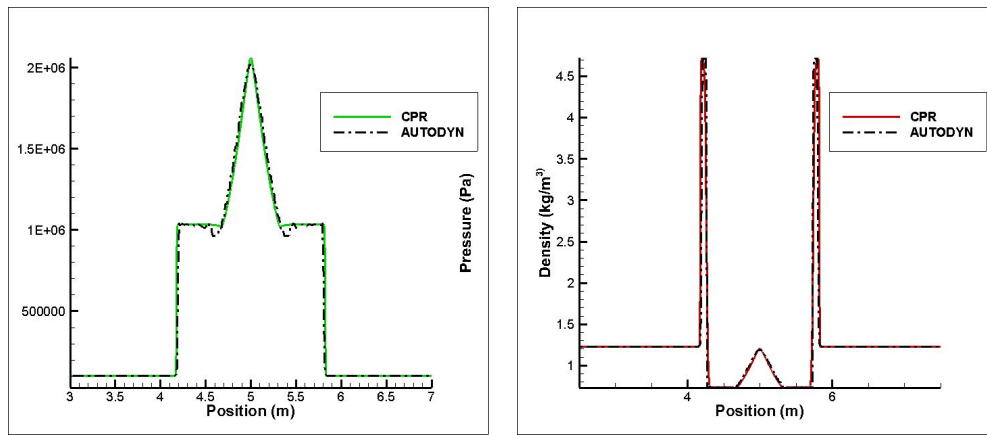 2E+06
1.5E+06
1E+06
500000
3 3.5 4 4.5 5 5.5 6 6.5 7
Position (m)
Pressure (Pa)
CPR
AUTODYN
4.5
4
3.5
3
2.5
2
1.5
1
Density (kg/m³)
4 6
Position (m)
CPR
AUTODYN